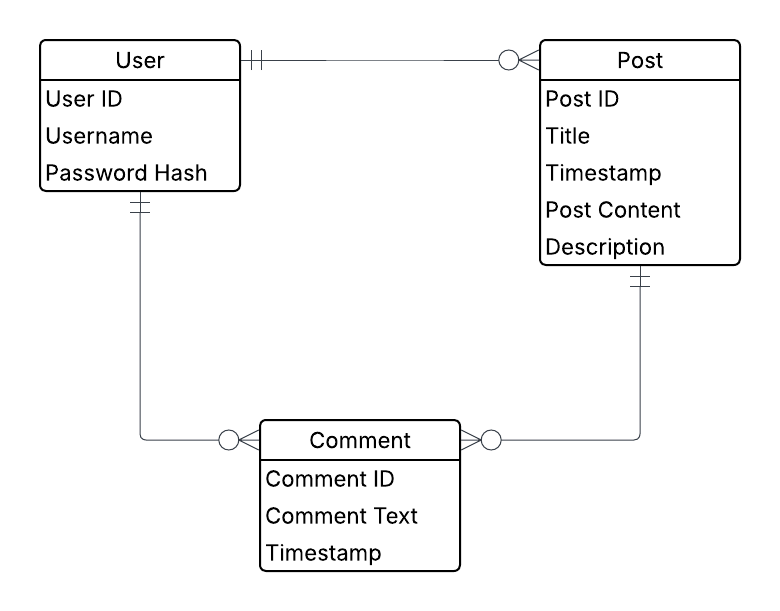 User
User ID
Username
Password Hash
Post
Post ID
Title
Timestamp
Post Content
Description
Comment
Comment ID
Comment Text
Timestamp